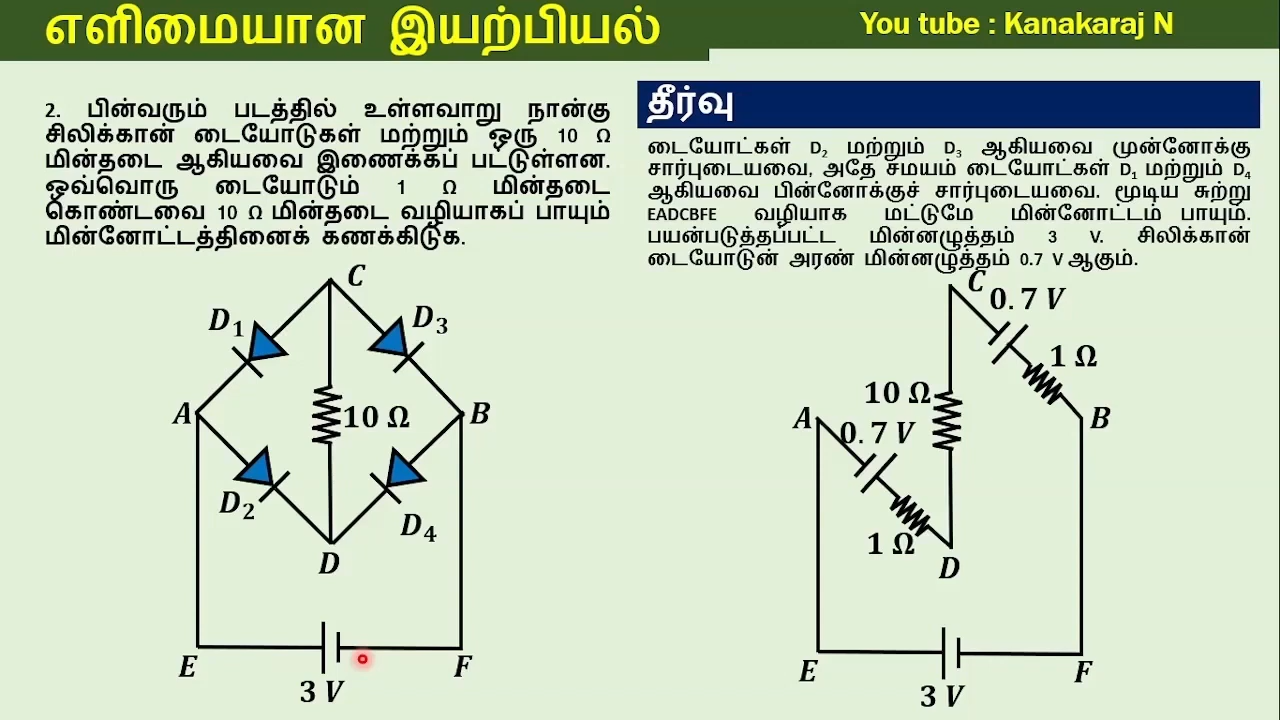 எளிமையான இயற்பியல்
You tube : Kanakaraj N
2. பின்வரும் படத்தில் உள்ளவாறு நான்கு
சிலிக்கான் டையோடுகள் மற்றும் ஒரு 10 Ω
மின்தடை ஆகியவை இணைக்கப் பட்டுள்ளன.
ஒவ்வொரு டையோடும் 1 Ω மின்தடை
கொண்டவை 10 Ω மின்தடை வழியாகப் பாயும்
மின்னோட்டத்தினைக் கணக்கிடுக.
C
D₁
D₃
A
10 Ω
B
D₂
D₄
D
E
F
3 V
தீர்வு
டையோட்கள் D₂ மற்றும் D₃ ஆகியவை முன்னோக்கு
சார்புடையவை, அதே சமயம் டையோட்கள் D₁ மற்றும் D₄
ஆகியவை பின்னோக்குச் சார்புடையவை. மூடிய சுற்று
EADCBFE வழியாக மட்டுமே மின்னோட்டம் பாயும்.
பயன்படுத்தப்பட்ட மின்னழுத்தம் 3 V. சிலிக்கான்
டையோடுன் அரண் மின்னழுத்தம் 0.7 V ஆகும்.
C
0.7 V
1 Ω
10 Ω
A
0.7 V
B
1 Ω
D
E
F
3 V